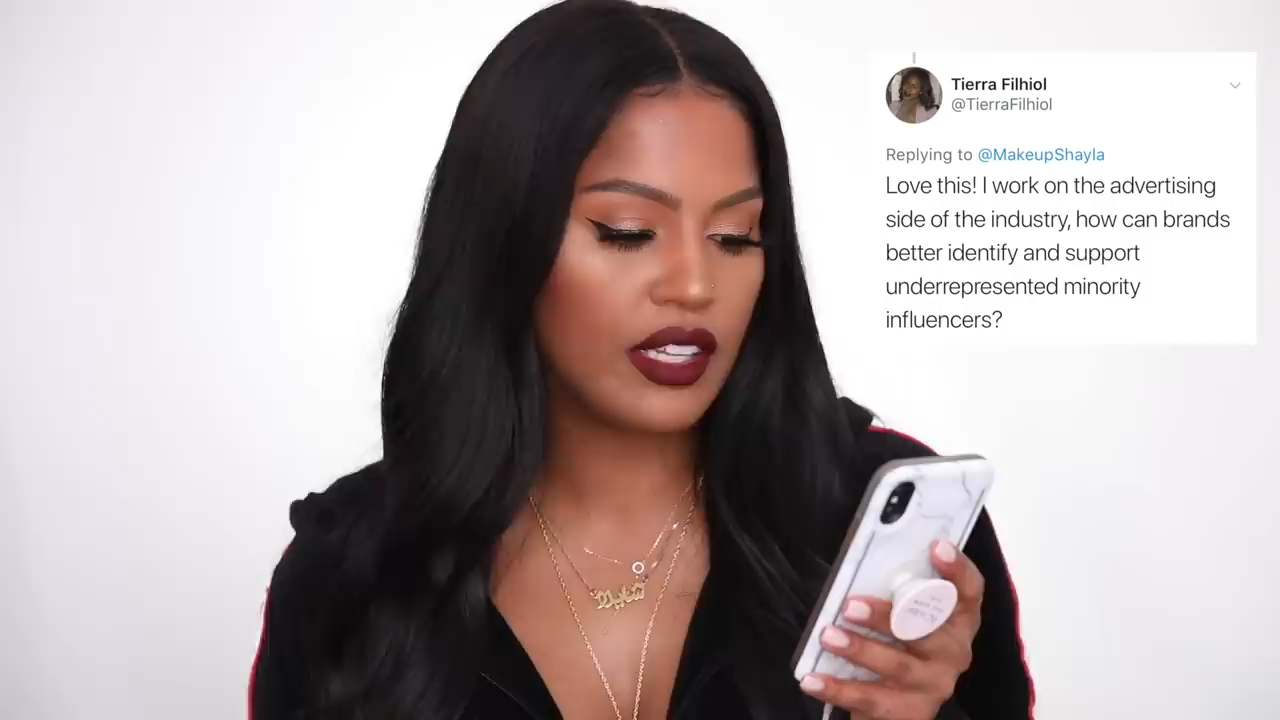 Tierra Filhiol
@TierraFilhiol
Replying to @MakeupShayla
Love this! I work on the advertising
side of the industry, how can brands
better identify and support
underrepresented minority
influencers?